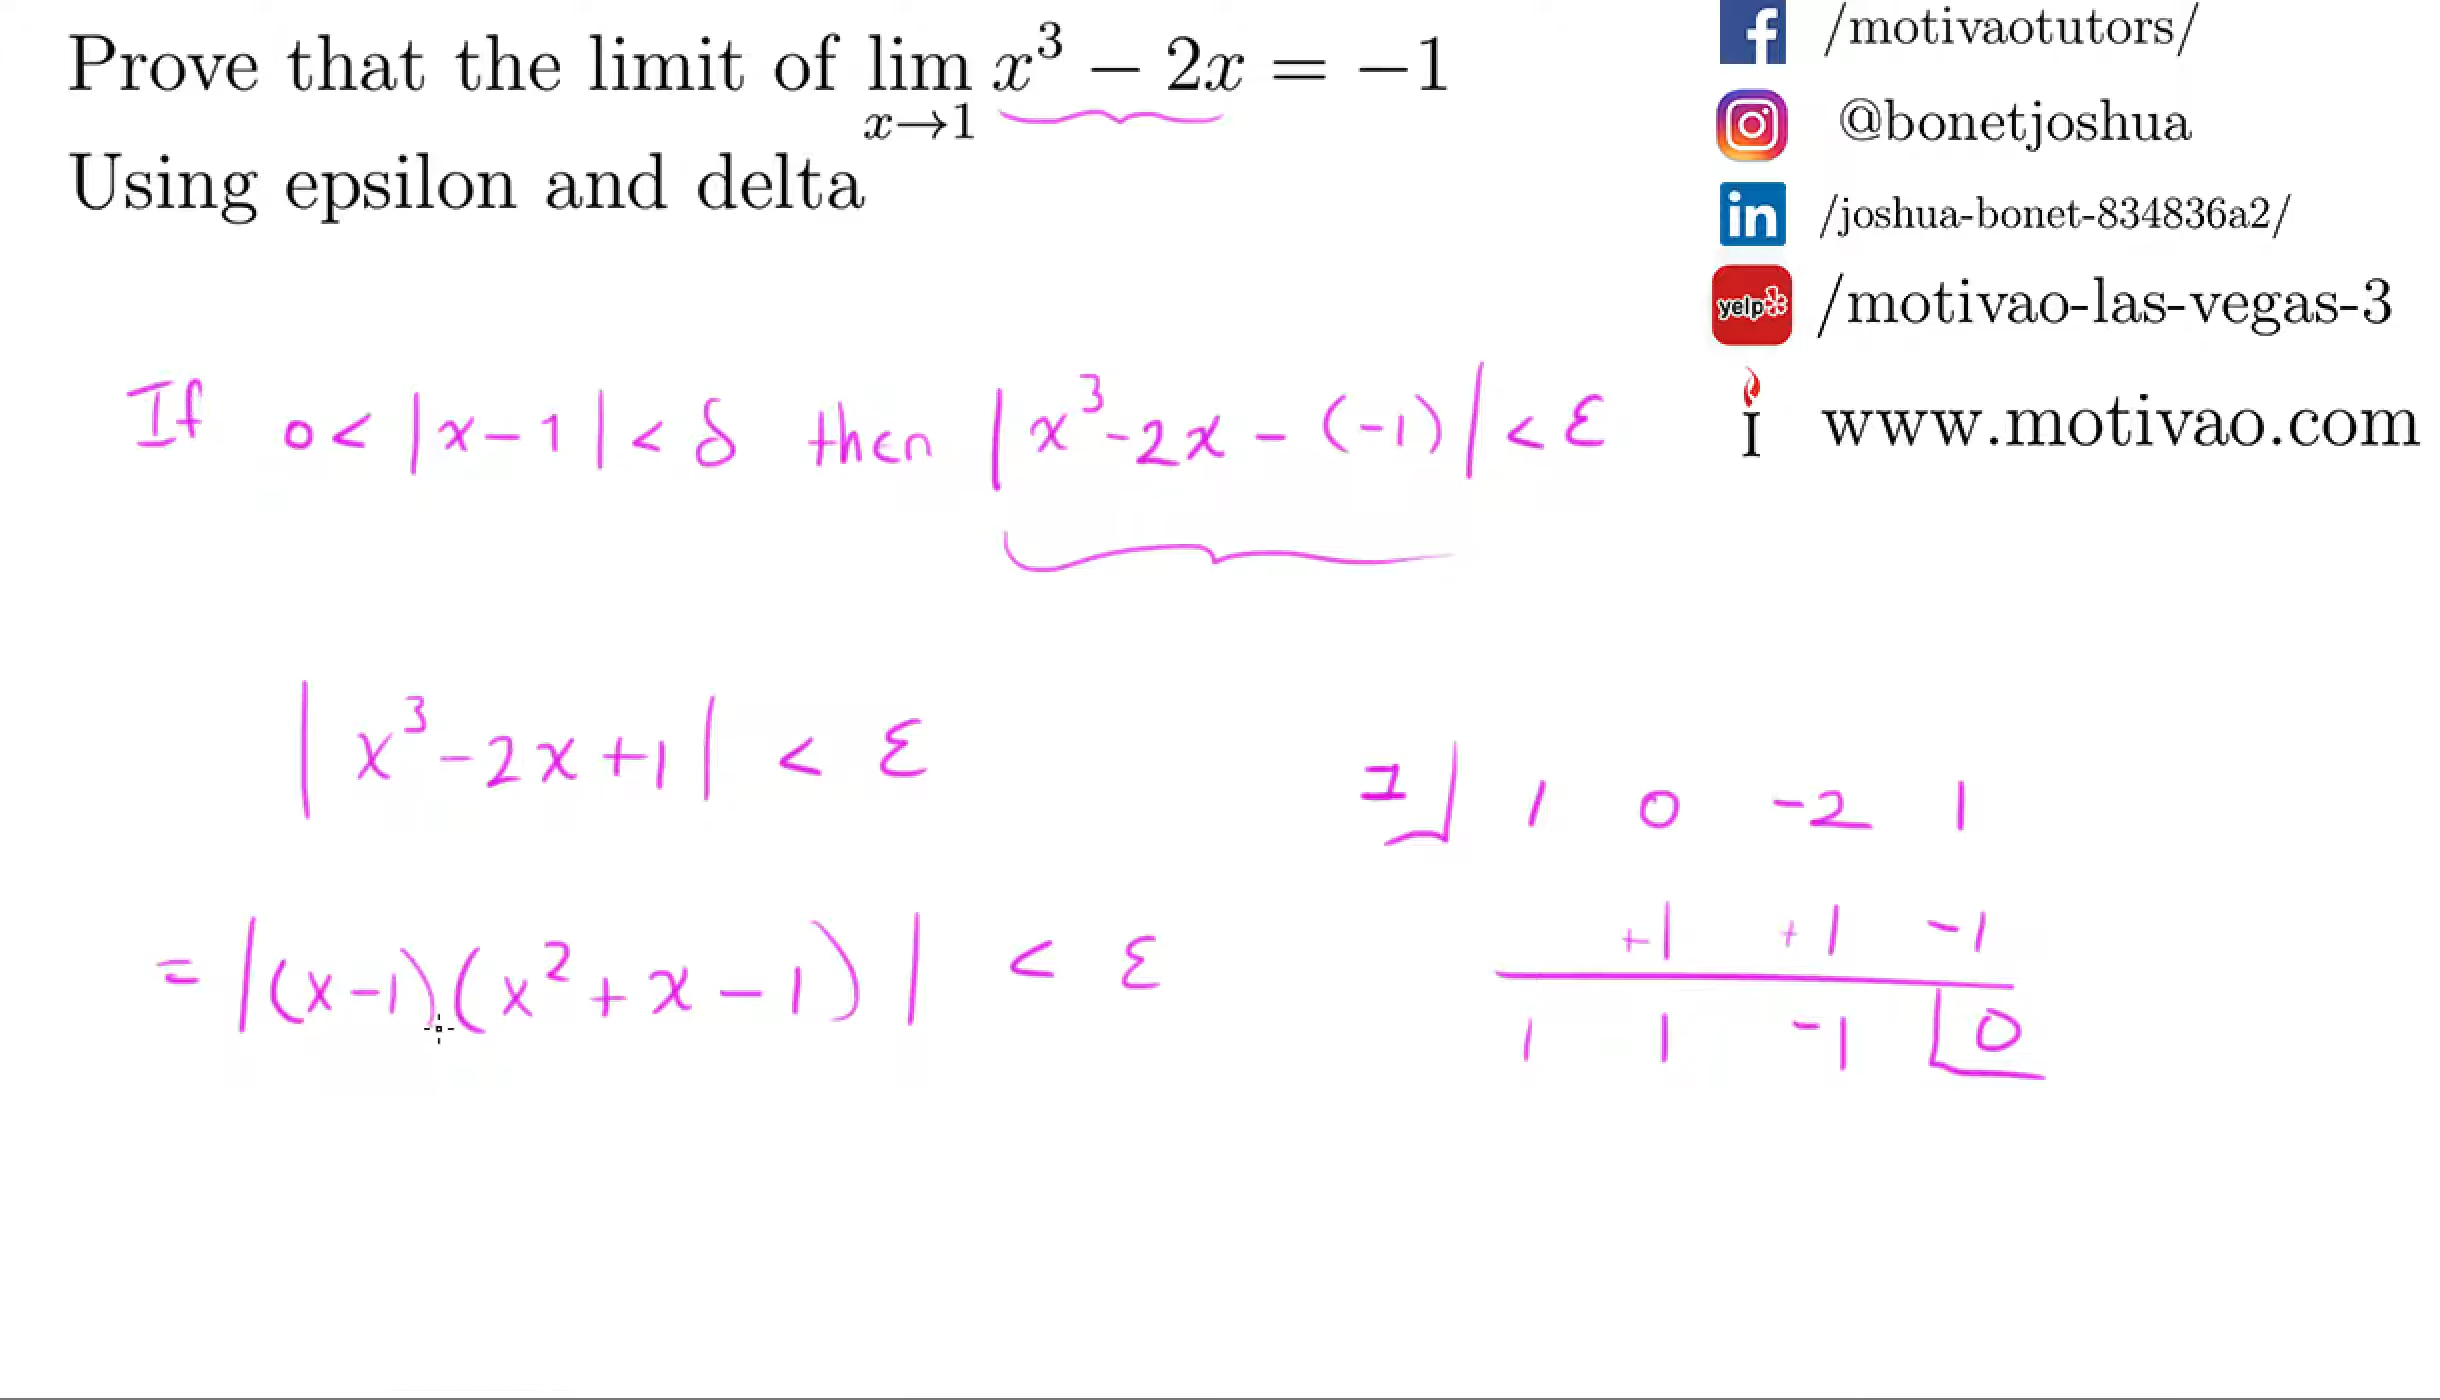 Prove that the limit of lim x→1 x³ − 2x = −1
Using epsilon and delta
f /motivaotutors/
@bonetjoshua
in /joshua-bonet-834836a2/
yelp /motivao-las-vegas-3
www.motivao.com
If 0 < |x − 1| < δ then |x³ − 2x − (−1)| < ε
|x³ − 2x + 1| < ε
= |(x−1)(x² + x − 1)| < ε
1| 1 0 −2 1
+1 +1 −1
1 1 −1 |0